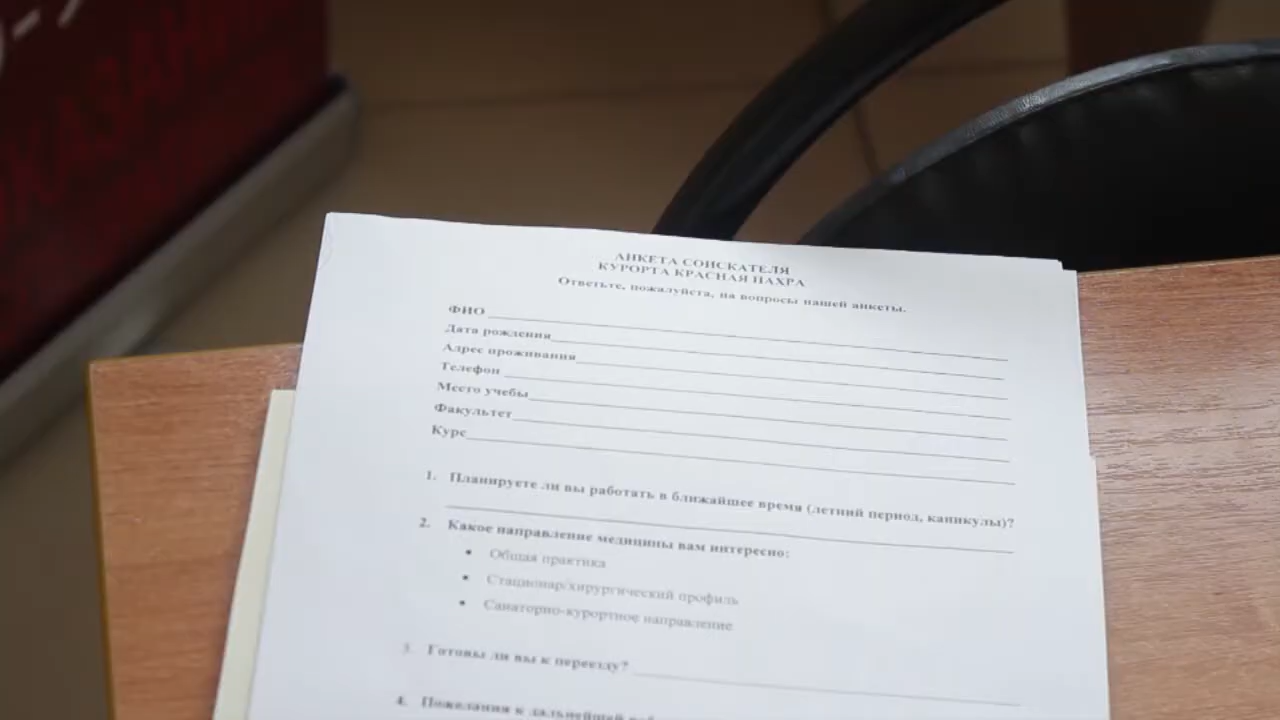 АНКЕТА СОИСКАТЕЛЯ
КУРОРТА КРАСНАЯ ПАХРА
Ответьте, пожалуйста, на вопросы нашей анкеты.
ФИО
Дата рождения
Адрес проживания
Телефон
Место учебы
Факультет
Курс
1. Планируете ли вы работать в ближайшее время (летний период, каникулы)?
2. Какое направление медицины вам интересно:
• Общая практика
• Стационар/хирургический профиль
• Санаторно-курортное направление
3. Готовы ли вы к переезду?
4. Пожелания к дальнейшей